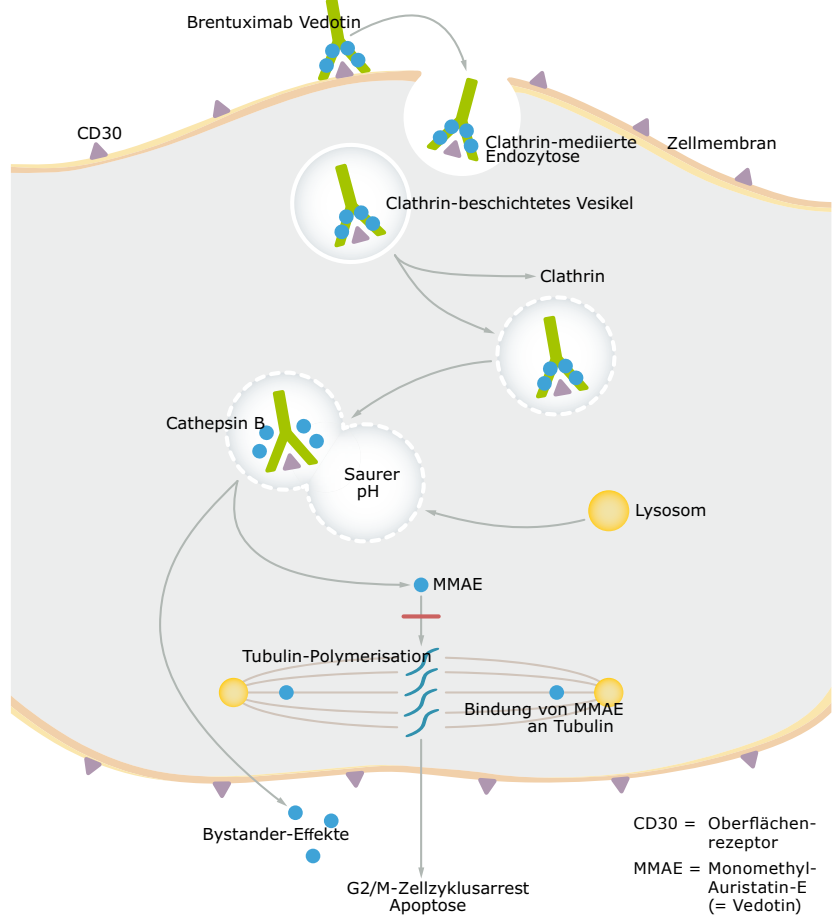 Brentuximab Vedotin
CD30
Clathrin-mediierte
Endozytose
Zellmembran
Clathrin-beschichtetes Vesikel
Clathrin
Cathepsin B
Saurer
pH
Lysosom
MMAE
Tubulin-Polymerisation
Bindung von MMAE
an Tubulin
Bystander-Effekte
G2/M-Zellzyklusarrest
Apoptose
CD30 = Oberflächen-
rezeptor
MMAE = Monomethyl-
Auristatin-E
(= Vedotin)